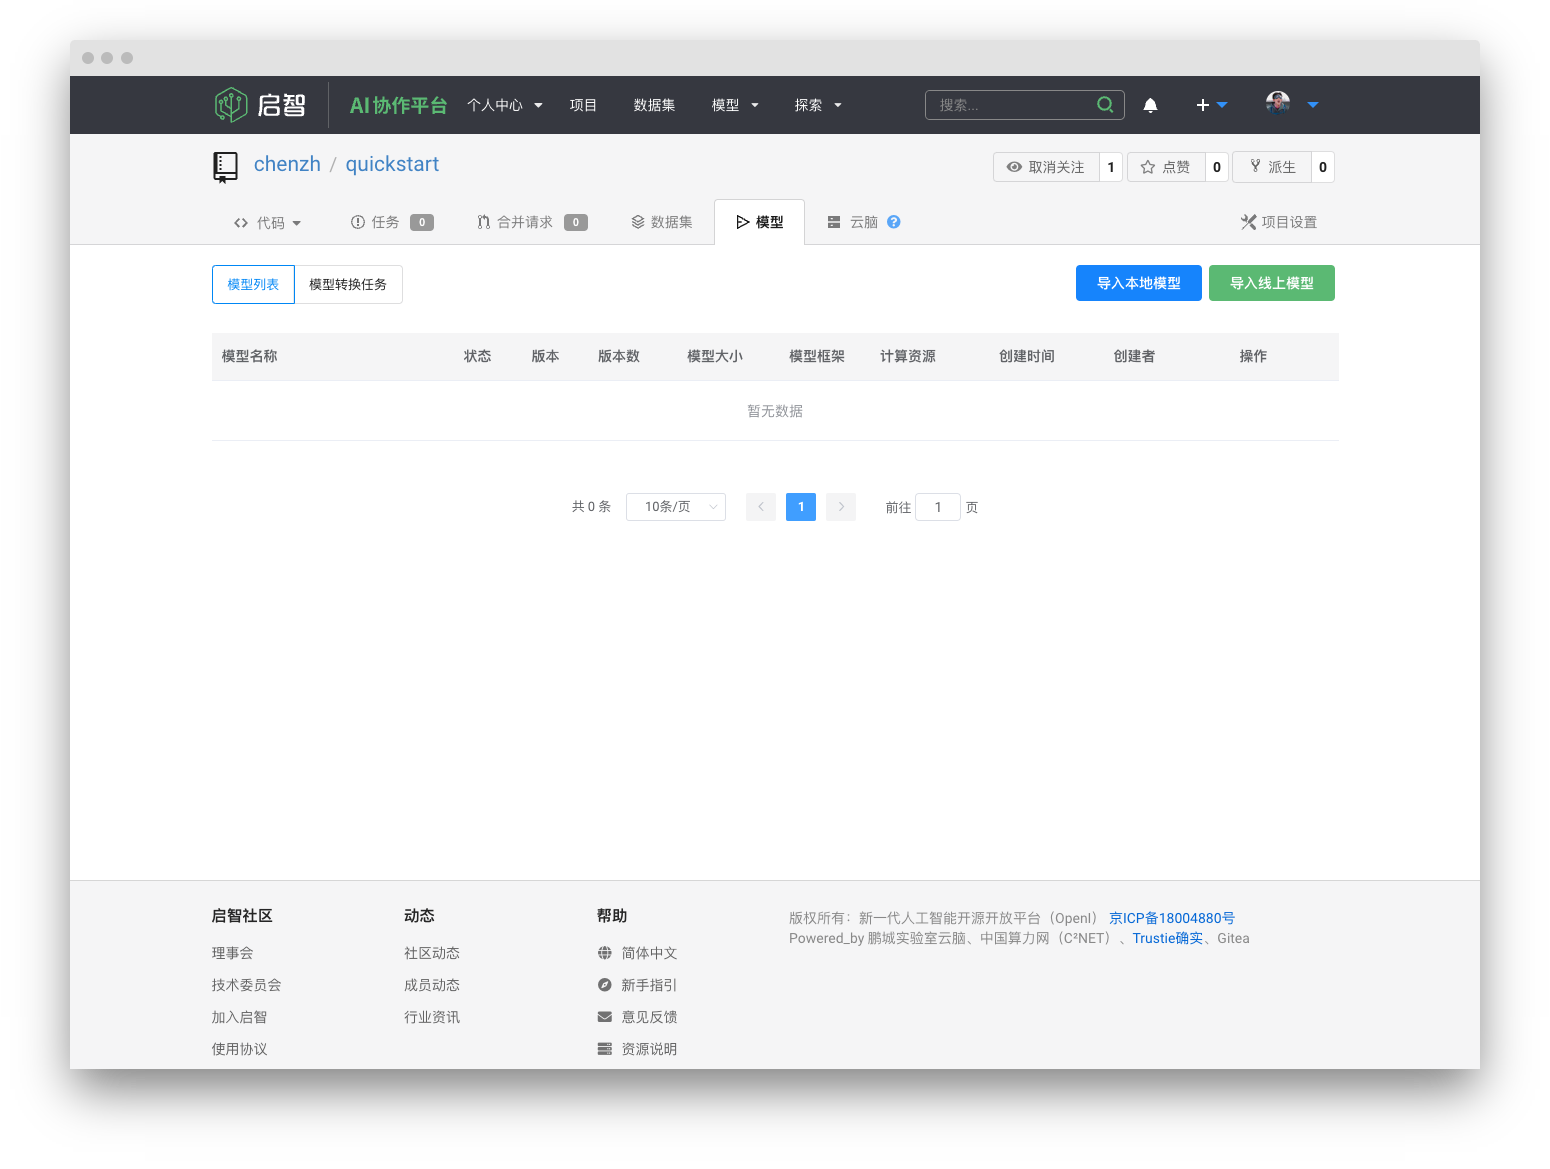 启智 AI协作平台 个人中心 项目 数据集 模型 探索 搜索...
chenzh / quickstart 取消关注 1 点赞 0 派生 0
代码 任务 0 合并请求 0 数据集 模型 云脑 ? 项目设置
模型列表 模型转换任务 导入本地模型 导入线上模型
模型名称 状态 版本 版本数 模型大小 模型框架 计算资源 创建时间 创建者 操作
暂无数据
共 0 条 10条/页 1 前往 1 页
启智社区
理事会
技术委员会
加入启智
使用协议
动态
社区动态
成员动态
行业资讯
帮助
简体中文
新手指引
意见反馈
资源说明
版权所有：新一代人工智能开源开放平台（OpenI） 京ICP备18004880号
Powered_by 鹏城实验室云脑、中国算力网（C²NET）、Trustie确实、Gitea